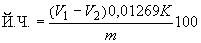 Й.Ч. = (V₁ − V₂)0,01269K / m 100